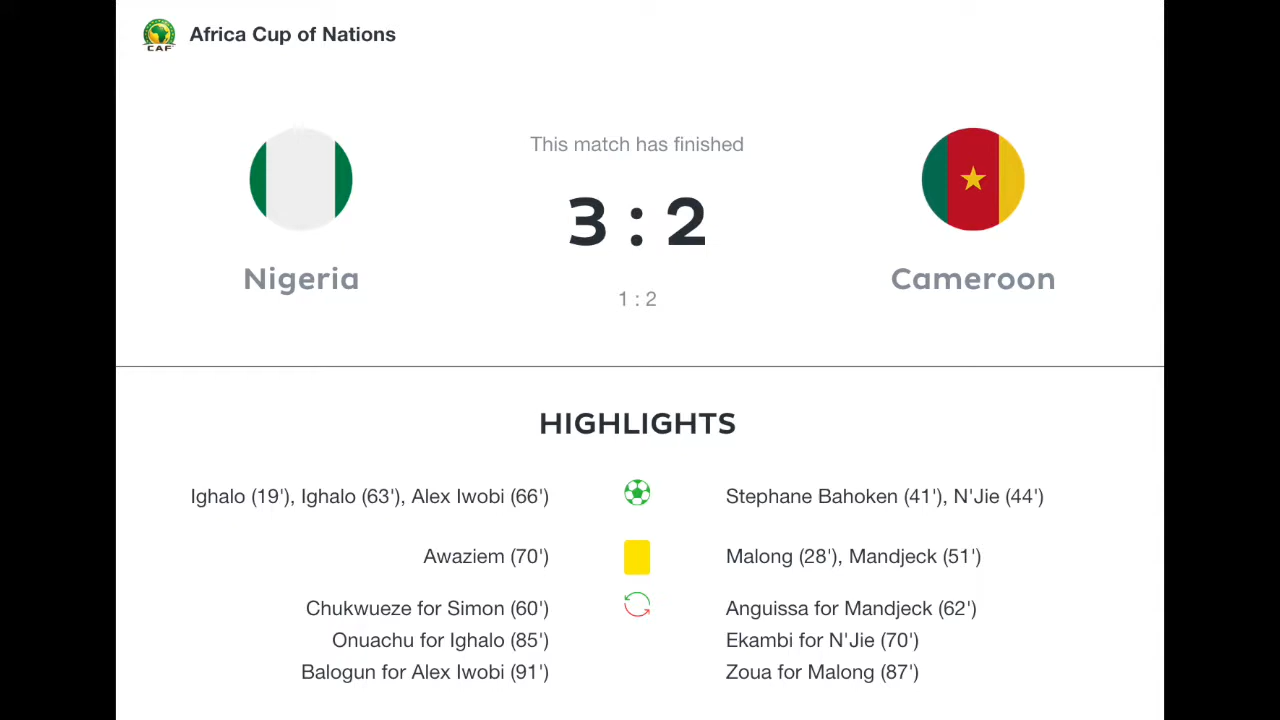 CAF
Africa Cup of Nations
This match has finished
3 : 2
Nigeria
Cameroon
1 : 2
HIGHLIGHTS
Ighalo (19'), Ighalo (63'), Alex Iwobi (66')
Stephane Bahoken (41'), N'Jie (44')
Awaziem (70')
Malong (28'), Mandjeck (51')
Chukwueze for Simon (60')
Anguissa for Mandjeck (62')
Onuachu for Ighalo (85')
Ekambi for N'Jie (70')
Balogun for Alex Iwobi (91')
Zoua for Malong (87')